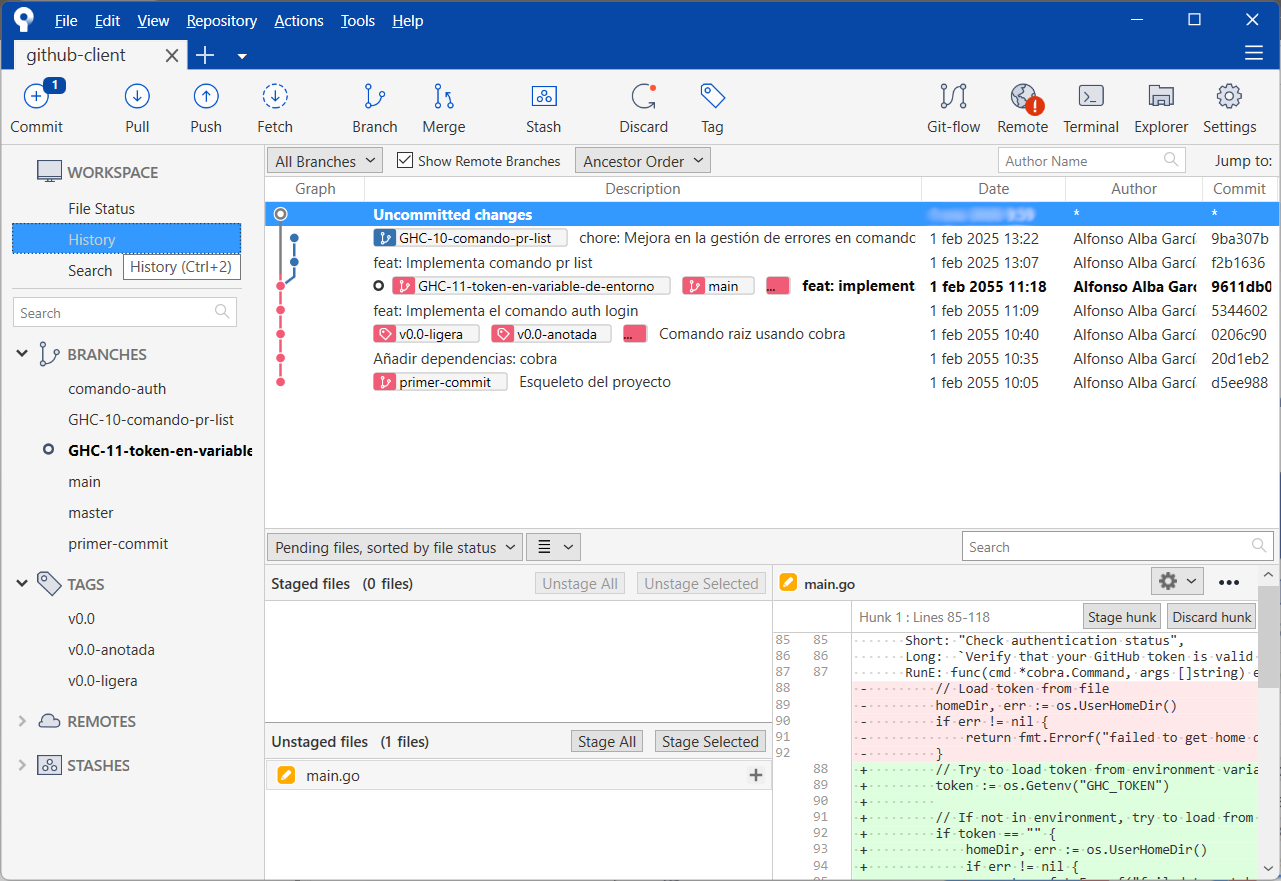 File Edit View Repository Actions Tools Help
github-client
1
Commit Pull Push Fetch Branch Merge Stash Discard Tag Git-flow Remote Terminal Explorer Settings
WORKSPACE
File Status
History
Search
History (Ctrl+2)
Search
BRANCHES
comando-auth
GHC-10-comando-pr-list
GHC-11-token-en-variable
main
master
primer-commit
TAGS
v0.0
v0.0-anotada
v0.0-ligera
REMOTES
STASHES
All Branches Show Remote Branches Ancestor Order Author Name Jump to:
Graph Description Date Author Commit
Uncommitted changes * *
GHC-10-comando-pr-list chore: Mejora en la gestión de errores en comandc 1 feb 2025 13:22 Alfonso Alba Garcí 9ba307b
feat: Implementa comando pr list 1 feb 2025 13:07 Alfonso Alba Garcí f2b1636
GHC-11-token-en-variable-de-entorno main ... feat: implement 1 feb 2055 11:18 Alfonso Alba Garc 9611db0
feat: Implementa el comando auth login 1 feb 2055 11:09 Alfonso Alba Garcí 5344602
v0.0-ligera v0.0-anotada ... Comando raiz usando cobra 1 feb 2055 10:40 Alfonso Alba Garcí 0206c90
Añadir dependencias: cobra 1 feb 2055 10:35 Alfonso Alba Garcí 20d1eb2
primer-commit Esqueleto del proyecto 1 feb 2055 10:05 Alfonso Alba Garcí d5ee988
Pending files, sorted by file status Search
Staged files (0 files) Unstage All Unstage Selected
Unstaged files (1 files) Stage All Stage Selected
main.go
main.go
Hunk 1 : Lines 85-118 Stage hunk Discard hunk
85 85 Short: "Check authentication status",
86 86 Long: `Verify that your GitHub token is valid
87 87 RunE: func(cmd *cobra.Command, args []string) e
88 - // Load token from file
89 - homeDir, err := os.UserHomeDir()
90 - if err != nil {
91 - return fmt.Errorf("failed to get home d
92 - }
88 + // Try to load token from environment varia
89 + token := os.Getenv("GHC_TOKEN")
90 +
91 + // If not in environment, try to load from
92 + if token == "" {
93 + homeDir, err := os.UserHomeDir()
94 + if err != nil {